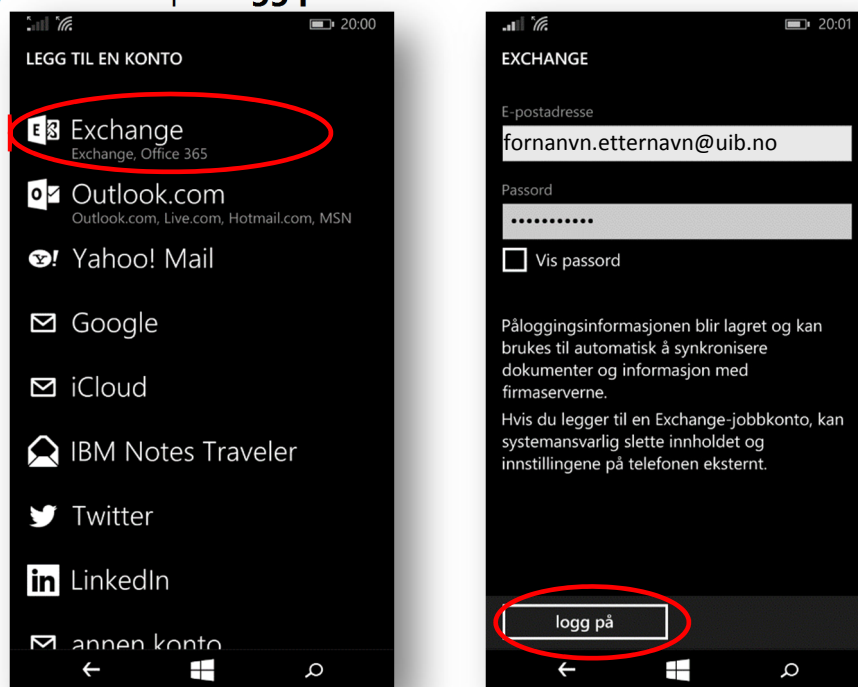 20:00
LEGG TIL EN KONTO
Exchange
Exchange, Office 365
Outlook.com
Outlook.com, Live.com, Hotmail.com, MSN
Yahoo! Mail
Google
iCloud
IBM Notes Traveler
Twitter
LinkedIn
annen konto
20:01
EXCHANGE
E-postadresse
fornanvn.etternavn@uib.no
Passord
•••••••••••
Vis passord
Påloggingsinformasjonen blir lagret og kan
brukes til automatisk å synkronisere
dokumenter og informasjon med
firmaserverne.
Hvis du legger til en Exchange-jobbkonto, kan
systemansvarlig slette innholdet og
innstillingene på telefonen eksternt.
logg på